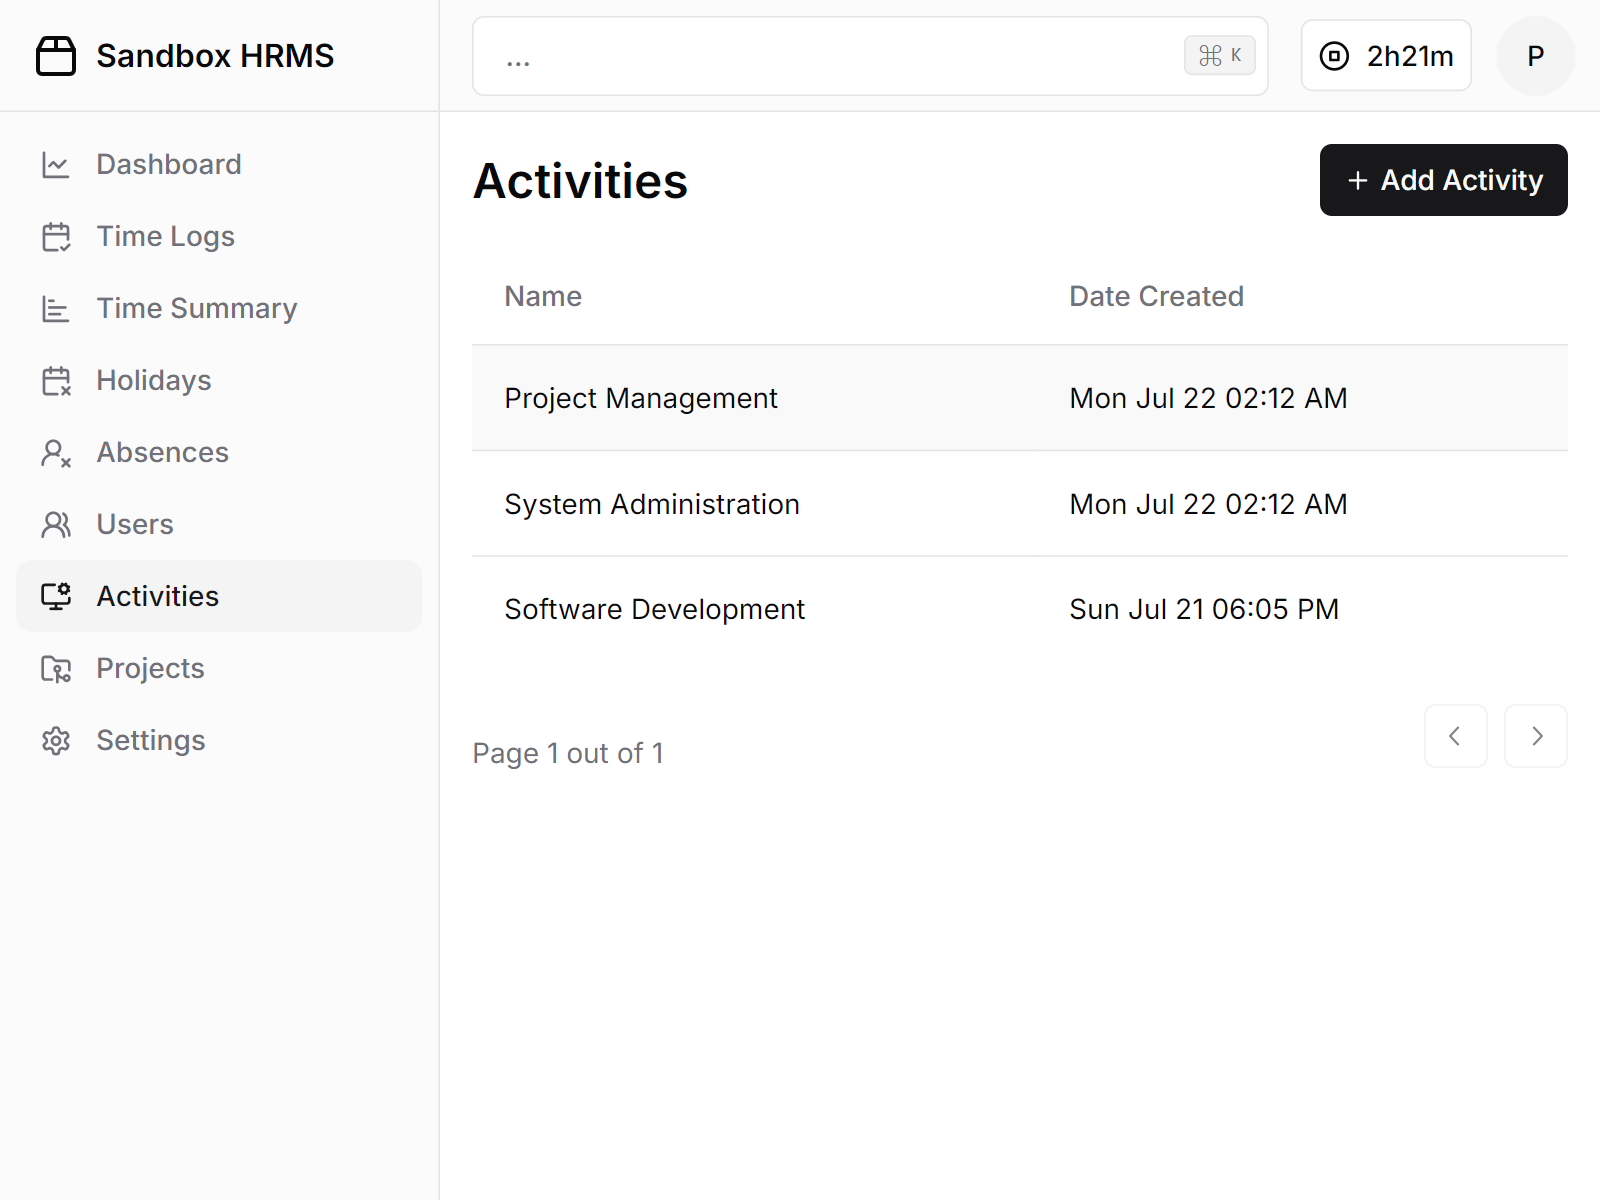 Sandbox HRMS
... ⌘ K
2h21m
P
Dashboard
Time Logs
Time Summary
Holidays
Absences
Users
Activities
Projects
Settings
Activities
+ Add Activity
Name Date Created
Project Management Mon Jul 22 02:12 AM
System Administration Mon Jul 22 02:12 AM
Software Development Sun Jul 21 06:05 PM
Page 1 out of 1